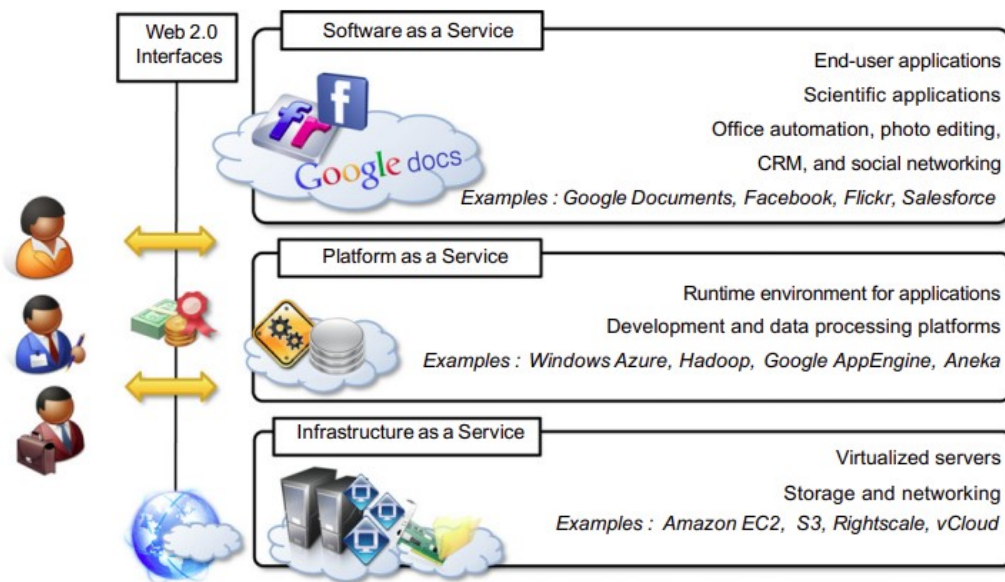 Web 2.0
Interfaces
Software as a Service
End-user applications
Scientific applications
Office automation, photo editing,
CRM, and social networking
Examples : Google Documents, Facebook, Flickr, Salesforce
f
fr
Google docs
Platform as a Service
Runtime environment for applications
Development and data processing platforms
Examples : Windows Azure, Hadoop, Google AppEngine, Aneka
Infrastructure as a Service
Virtualized servers
Storage and networking
Examples : Amazon EC2, S3, Rightscale, vCloud